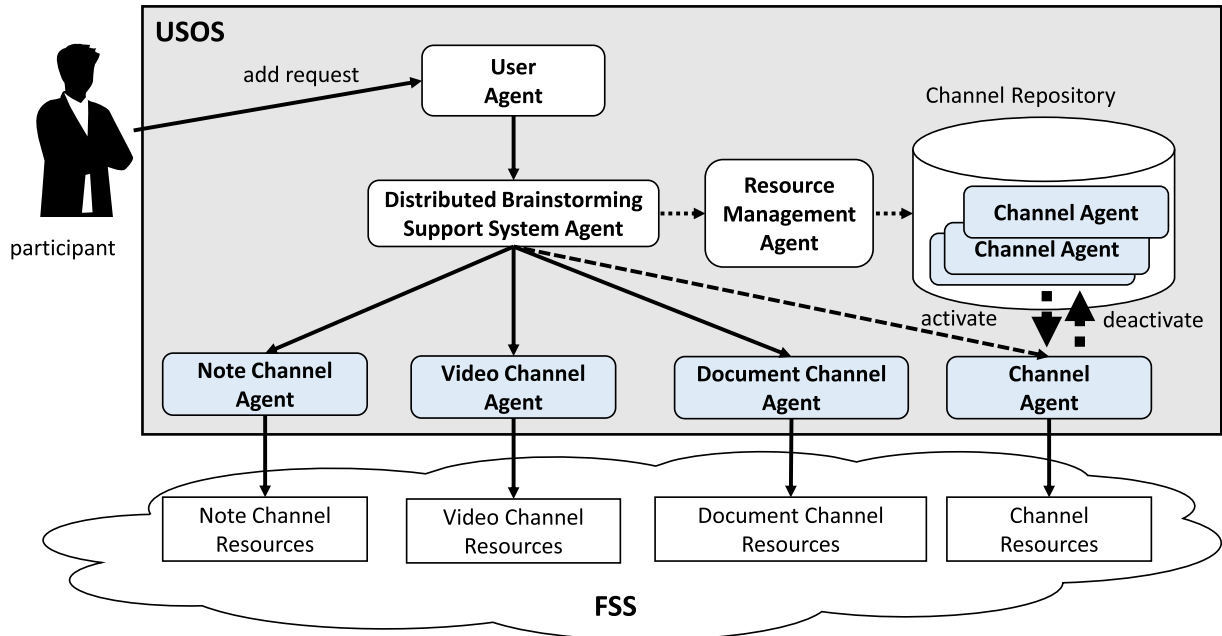 USOS
add request
User
Agent
Channel Repository
Distributed Brainstorming
Support System Agent
Resource
Management
Agent
Channel Agent
Channel Agent
participant
activate
deactivate
Note Channel
Agent
Video Channel
Agent
Document Channel
Agent
Channel
Agent
Note Channel
Resources
Video Channel
Resources
Document Channel
Resources
Channel
Resources
FSS